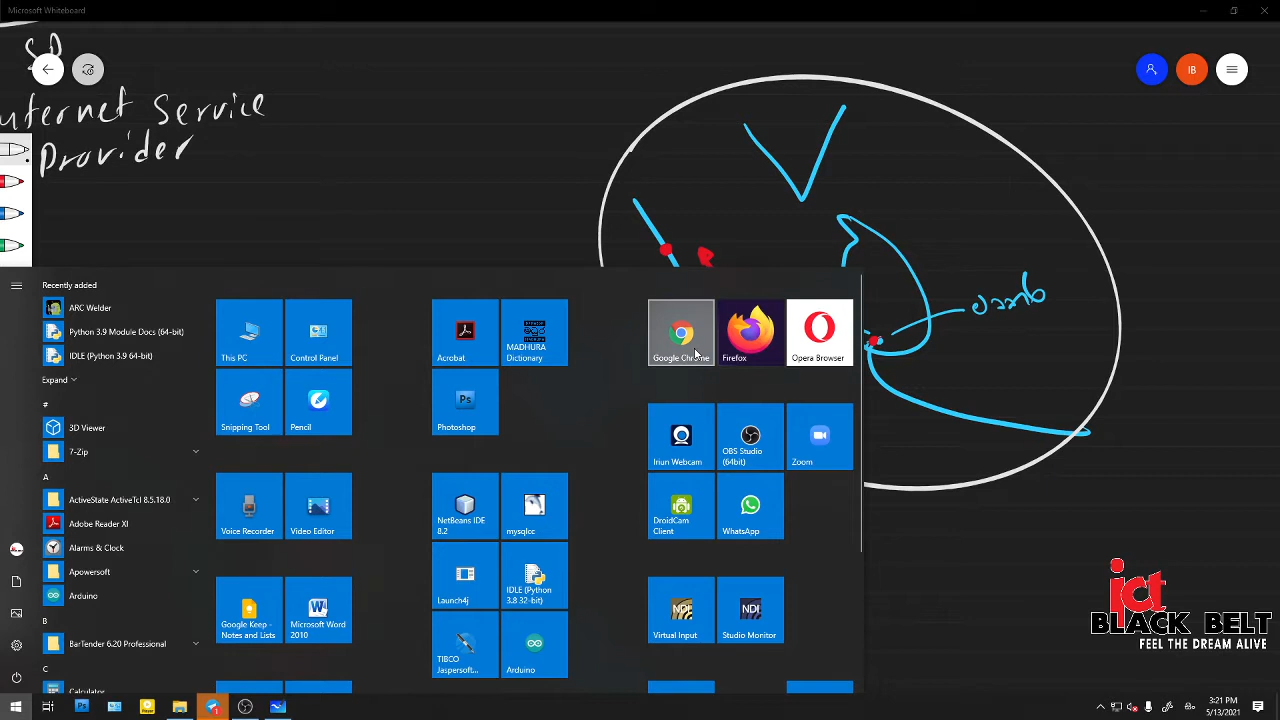 Microsoft Whiteboard
IB
Internet Service
Provider
Recently added
ARC Welder
Python 3.9 Module Docs (64-bit)
IDLE (Python 3.9 64-bit)
Expand
#
3D Viewer
7-Zip
A
ActiveState ActiveTcl 8.5.18.0
Adobe Reader XI
Alarms & Clock
Apowersoft
Arduino
B
BarTender 6.20 Professional
C
Calculator
This PC
Control Panel
Snipping Tool
Pencil
Voice Recorder
Video Editor
Google Keep - Notes and Lists
Microsoft Word 2010
Acrobat
MADHURA Dictionary
Photoshop
NetBeans IDE 8.2
mysqlcc
Launch4j
IDLE (Python 3.8 32-bit)
TIBCO Jaspersoft...
Arduino
Google Chrome
Firefox
Opera Browser
Iriun Webcam
OBS Studio (64bit)
Zoom
DroidCam Client
WhatsApp
NDI
Virtual Input
NDI
Studio Monitor
ict
BLACK BELT
FEEL THE DREAM ALIVE
3:21 PM
5/13/2021